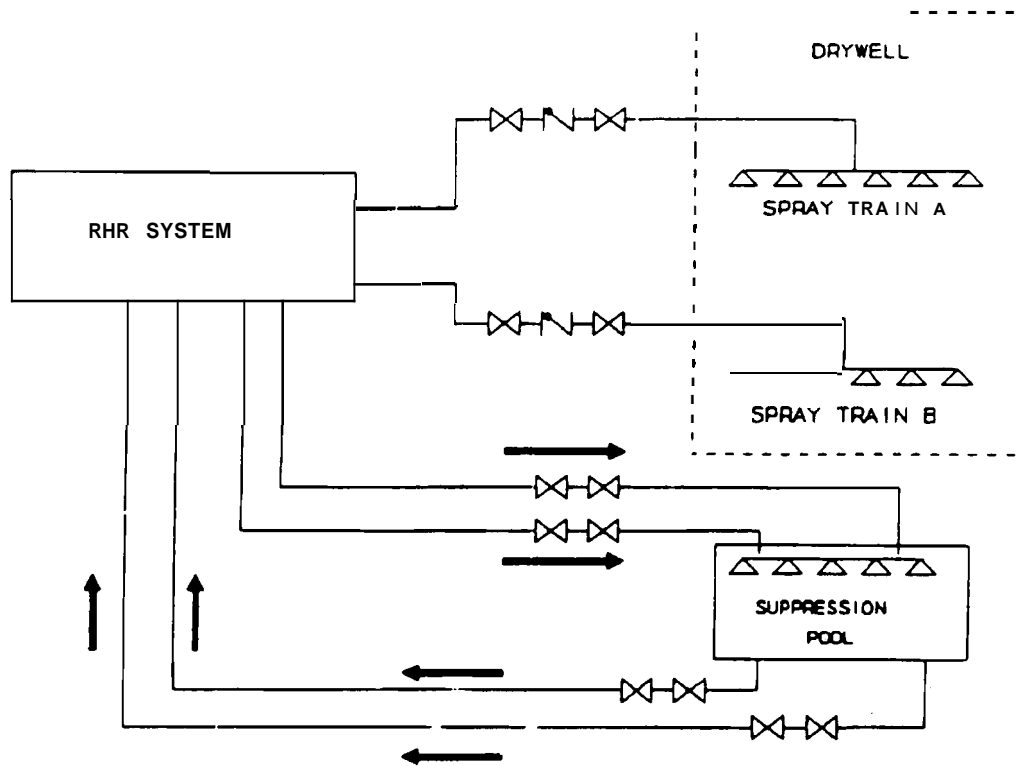 DRYWELL
SPRAY TRAIN A
RHR SYSTEM
SPRAY TRAIN B
SUPPRESSION
POOL